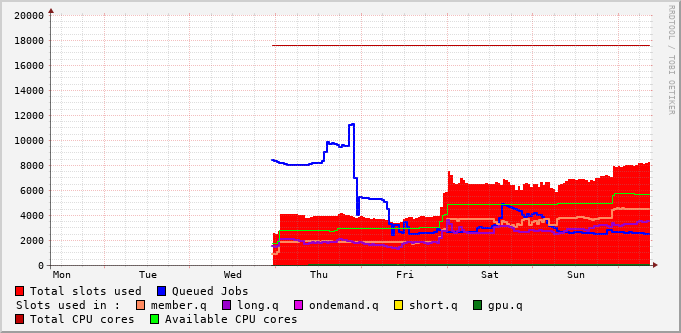 RRDTOOL / TOBI OETIKER
20000
18000
16000
14000
12000
10000
8000
6000
4000
2000
0
Mon Tue Wed Thu Fri Sat Sun
Total slots used Queued Jobs
Slots used in : member.q long.q ondemand.q short.q gpu.q
Total CPU cores Available CPU cores